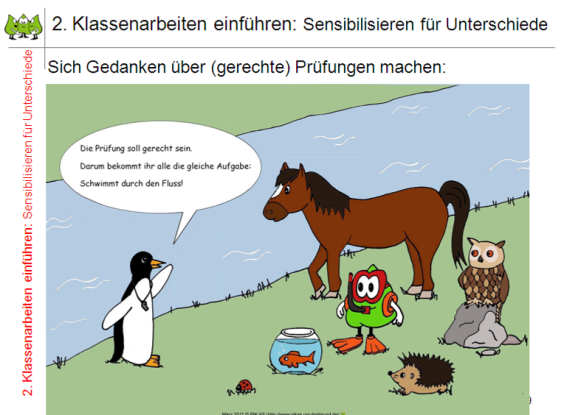 2. Klassenarbeiten einführen: Sensibilisieren für Unterschiede
Sich Gedanken über (gerechte) Prüfungen machen:
Die Prüfung soll gerecht sein.
Darum bekommt ihr alle die gleiche Aufgabe:
Schwimmt durch den Fluss!
2. Klassenarbeiten einführen: Sensibilisieren für Unterschiede